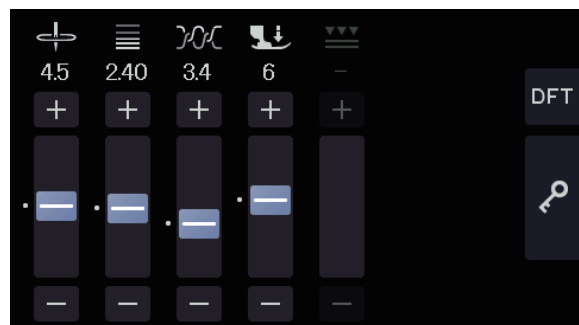 4.5 2.40 3.4 6 –
+ + + + +
DFT
– – – – –